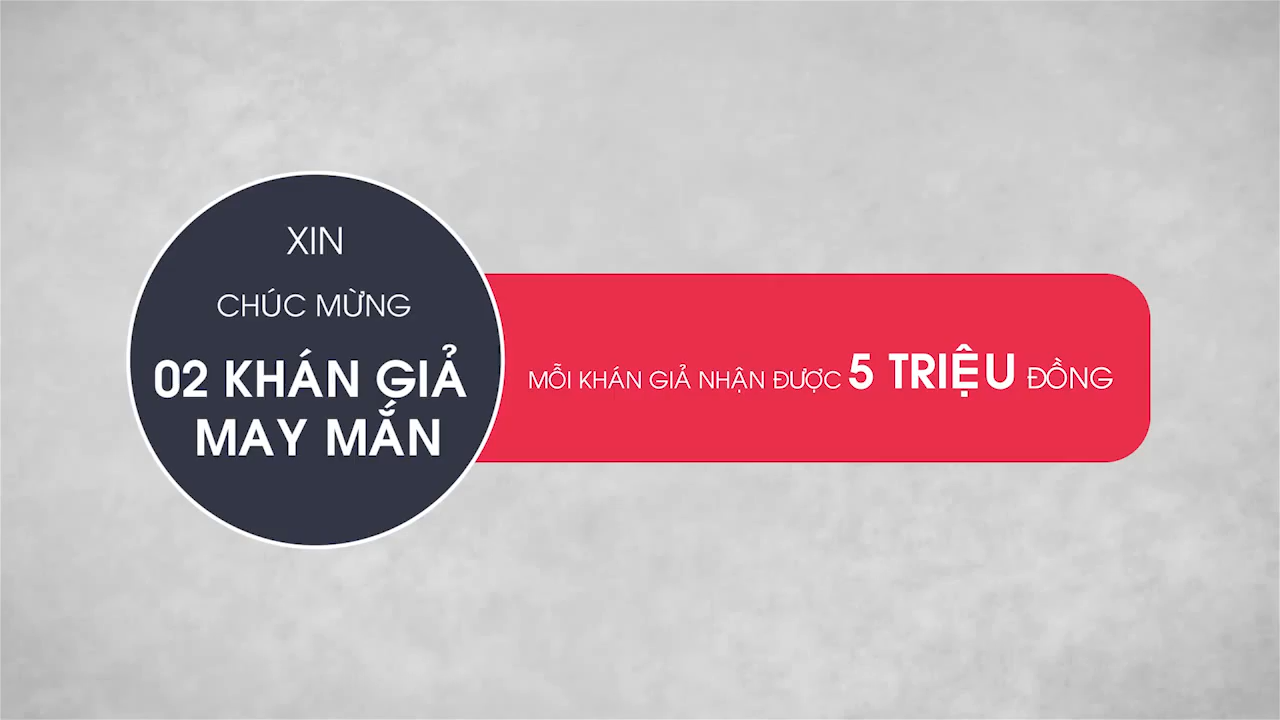 XIN
CHÚC MỪNG
02 KHÁN GIẢ
MAY MẮN
MỖI KHÁN GIẢ NHẬN ĐƯỢC 5 TRIỆU ĐỒNG